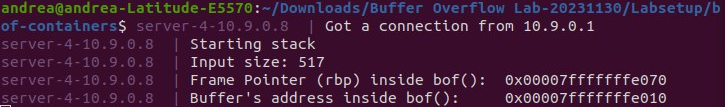 andrea@andrea-Latitude-E5570:~/Downloads/Buffer Overflow Lab-20231130/Labsetup/b
of-containers$ server-4-10.9.0.8  | Got a connection from 10.9.0.1
server-4-10.9.0.8  | Starting stack
server-4-10.9.0.8  | Input size: 517
server-4-10.9.0.8  | Frame Pointer (rbp) inside bof():  0x00007fffffffe070
server-4-10.9.0.8  | Buffer's address inside bof():     0x00007fffffffe010